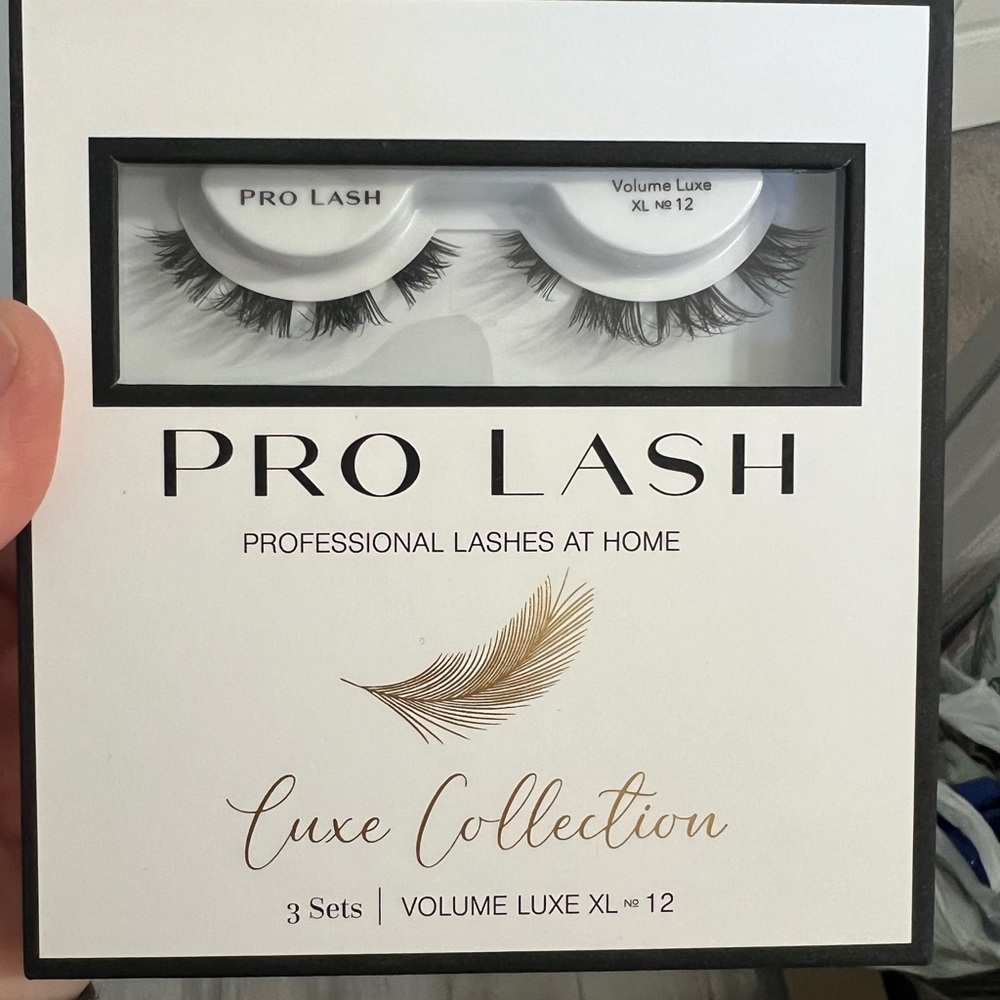 PRO LASH
Volume Luxe
XL № 12
PRO LASH
PROFESSIONAL LASHES AT HOME
Luxe Collection
3 Sets | VOLUME LUXE XL № 12